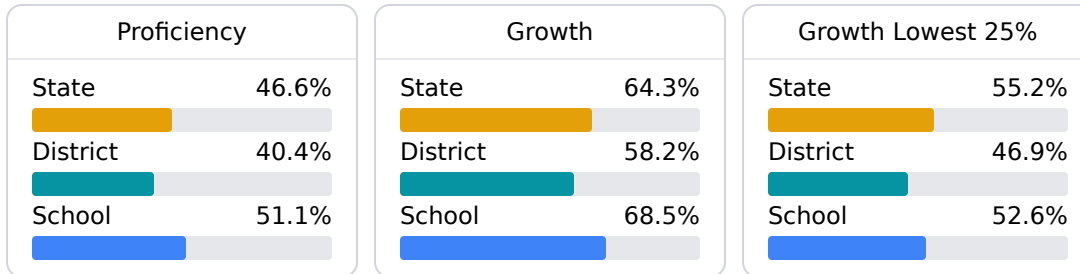 Proficiency
State 46.6%
District 40.4%
School 51.1%
Growth
State 64.3%
District 58.2%
School 68.5%
Growth Lowest 25%
State 55.2%
District 46.9%
School 52.6%